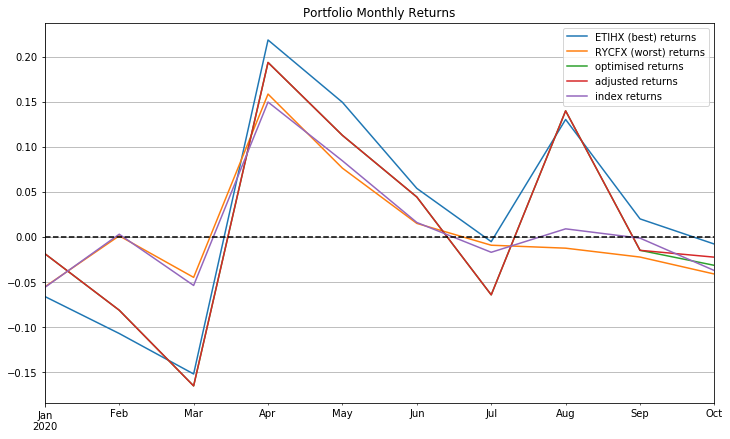 Portfolio Monthly Returns
ETIHX (best) returns
RYCFX (worst) returns
optimised returns
adjusted returns
index returns
0.20
0.15
0.10
0.05
0.00
−0.05
−0.10
−0.15
Jan Feb Mar Apr May Jun Jul Aug Sep Oct
2020